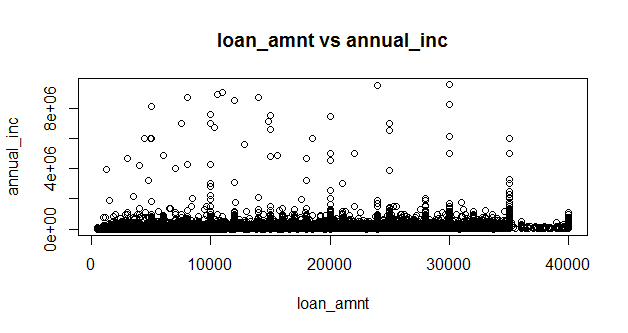 loan_amnt vs annual_inc
annual_inc
8e+06
4e+06
0e+00
0
10000
20000
30000
40000
loan_amnt